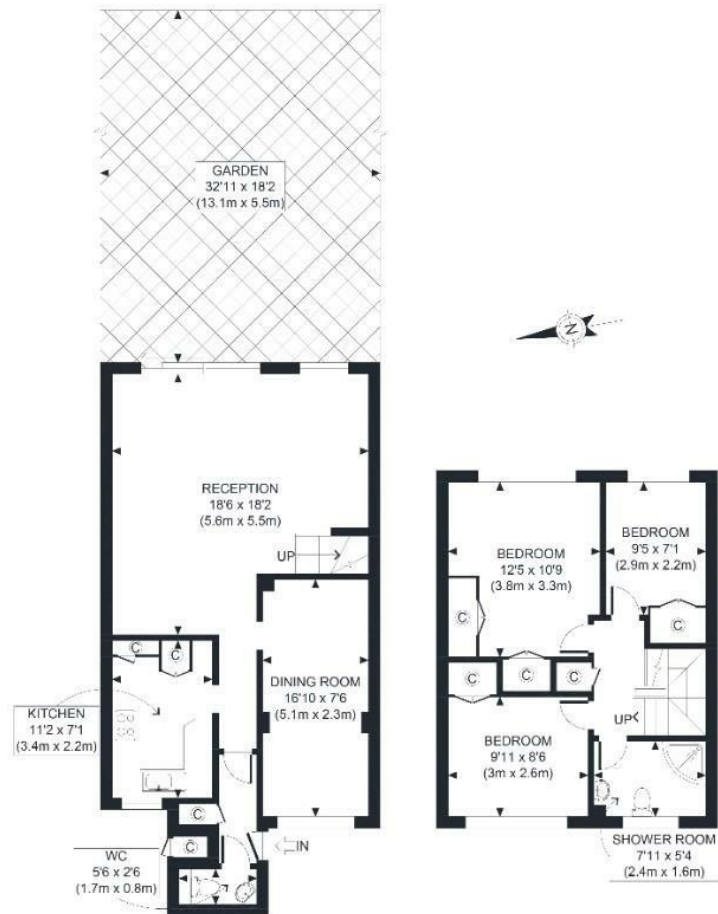 GARDEN
32'11 x 18'2
(13.1m x 5.5m)
N
RECEPTION
18'6 x 18'2
(5.6m x 5.5m)
UP
BEDROOM
12'5 x 10'9
(3.8m x 3.3m)
BEDROOM
9'5 x 7'1
(2.9m x 2.2m)
C
C
C
C
C
C
C
DINING ROOM
16'10 x 7'6
(5.1m x 2.3m)
KITCHEN
11'2 x 7'1
(3.4m x 2.2m)
UP
BEDROOM
9'11 x 8'6
(3m x 2.6m)
C
C
IN
WC
5'6 x 2'6
(1.7m x 0.8m)
SHOWER ROOM
7'11 x 5'4
(2.4m x 1.6m)